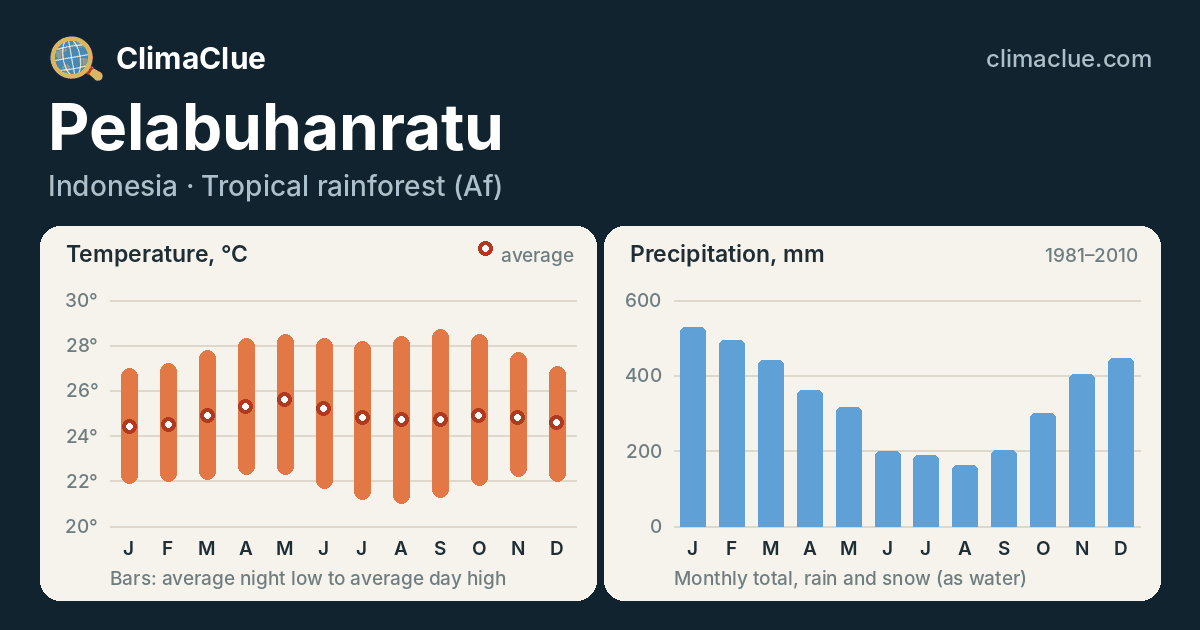 ClimaClue
climaclue.com
Pelabuhanratu
Indonesia · Tropical rainforest (Af)
Temperature, °C
average
30°
28°
26°
24°
22°
20°
J F M A M J J A S O N D
Bars: average night low to average day high
Precipitation, mm
1981–2010
600
400
200
0
J F M A M J J A S O N D
Monthly total, rain and snow (as water)